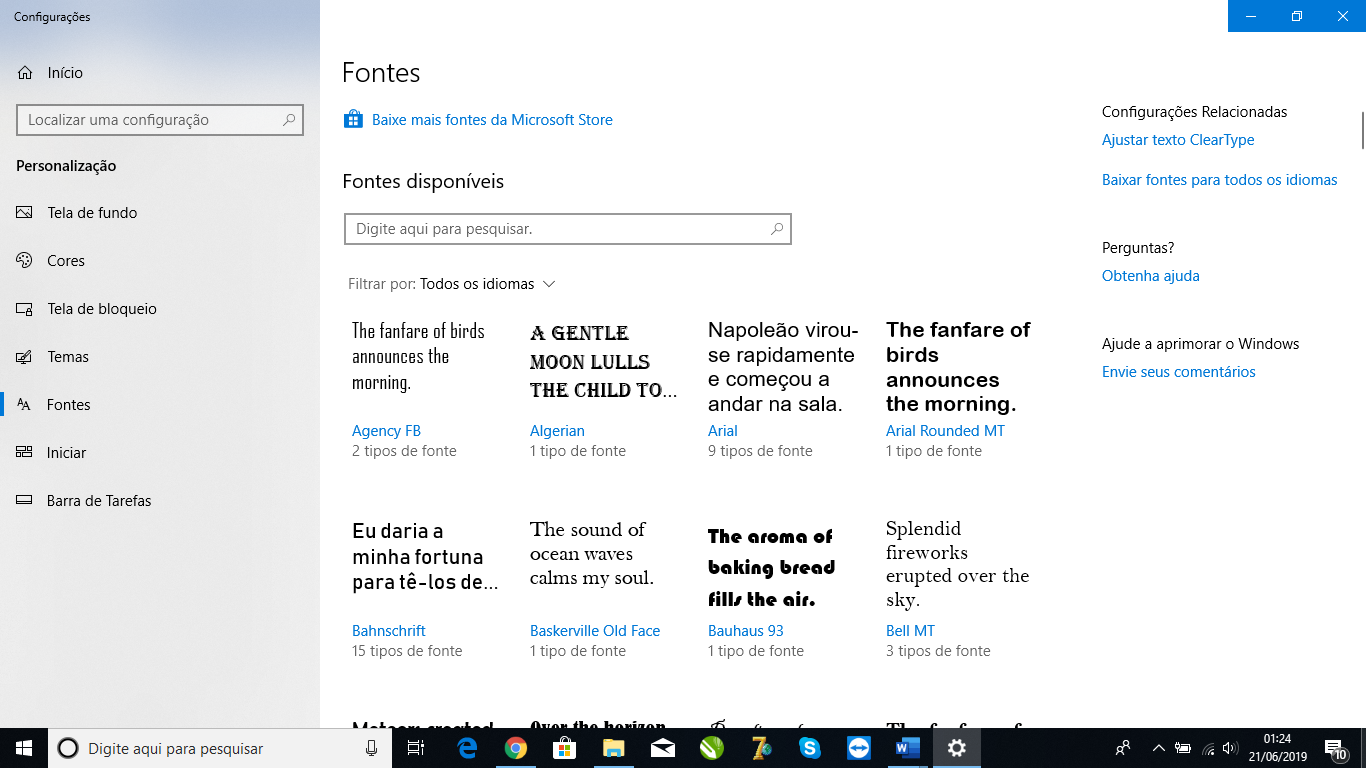 Configurações
Início
Localizar uma configuração
Personalização
Tela de fundo
Cores
Tela de bloqueio
Temas
Fontes
Iniciar
Barra de Tarefas
Fontes
Baixe mais fontes da Microsoft Store
Fontes disponíveis
Digite aqui para pesquisar.
Filtrar por: Todos os idiomas
The fanfare of birds
announces the
morning.
Agency FB
2 tipos de fonte
A GENTLE
MOON LULLS
THE CHILD TO...
Algerian
1 tipo de fonte
Napoleão virou-
se rapidamente
e começou a
andar na sala.
Arial
9 tipos de fonte
The fanfare of
birds
announces
the morning.
Arial Rounded MT
1 tipo de fonte
Eu daria a
minha fortuna
para tê-los de...
Bahnschrift
15 tipos de fonte
The sound of
ocean waves
calms my soul.
Baskerville Old Face
1 tipo de fonte
The aroma of
baking bread
fills the air.
Bauhaus 93
1 tipo de fonte
Splendid
fireworks
erupted over the
sky.
Bell MT
3 tipos de fonte
Over the horizon
Configurações Relacionadas
Ajustar texto ClearType
Baixar fontes para todos os idiomas
Perguntas?
Obtenha ajuda
Ajude a aprimorar o Windows
Envie seus comentários
Digite aqui para pesquisar
01:24
21/06/2019
10